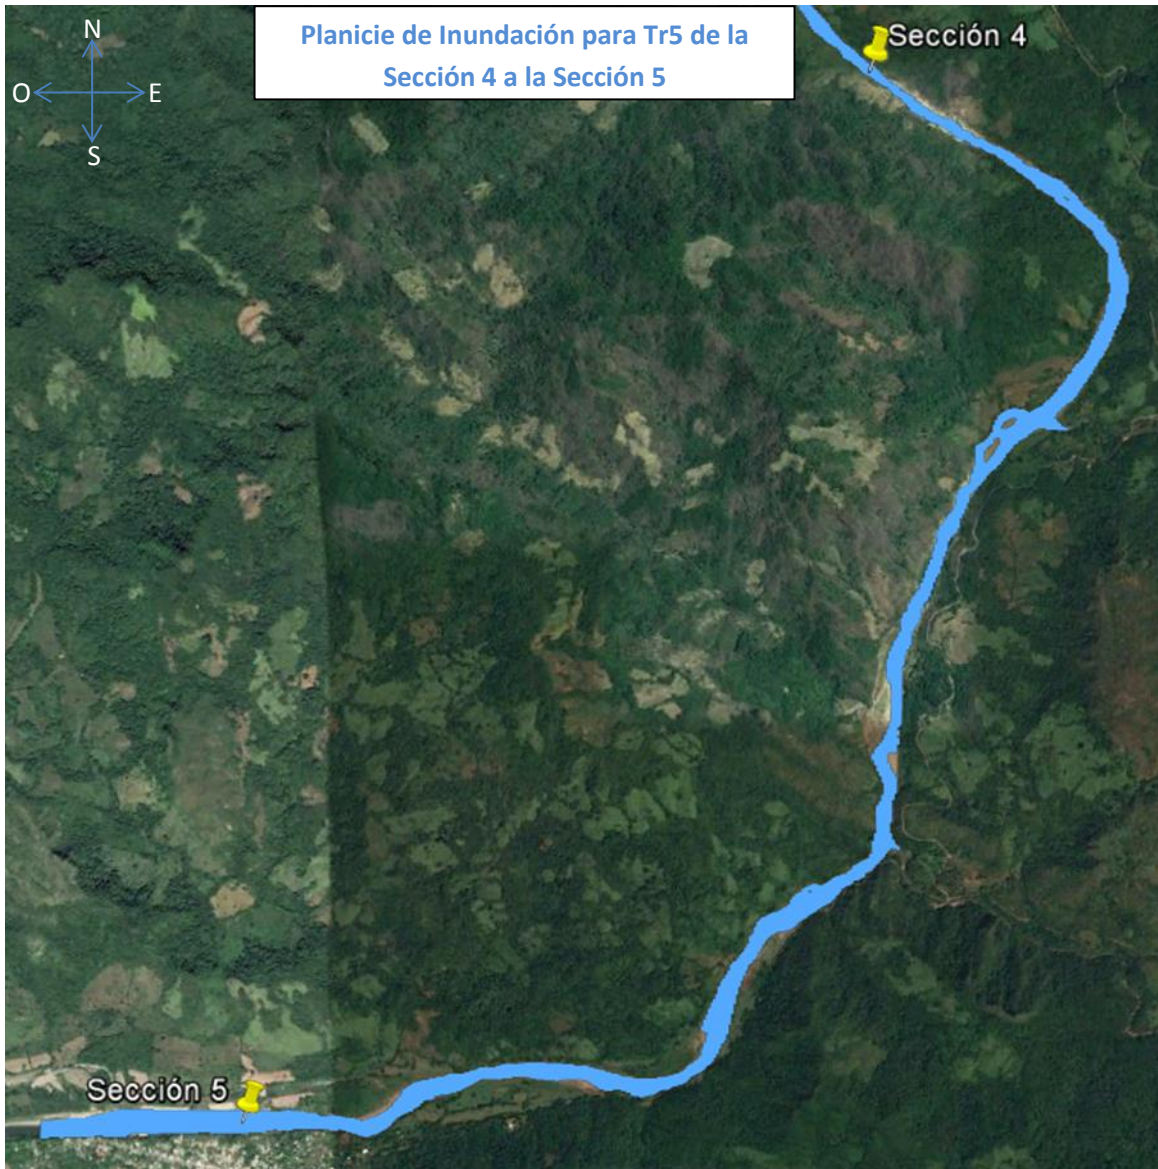 N
Planicie de Inundación para Tr5 de la
Sección 4 a la Sección 5
Sección 4
O E
S
Sección 5